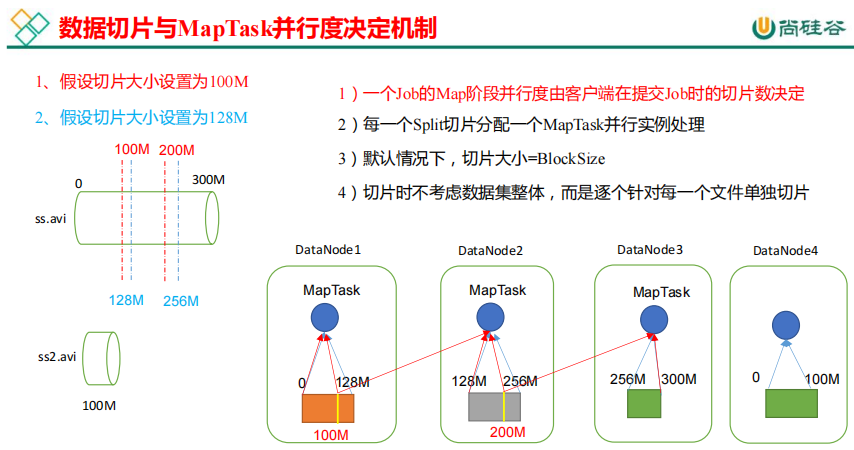 数据切片与MapTask并行度决定机制
尚硅谷
1、假设切片大小设置为100M
2、假设切片大小设置为128M
1）一个Job的Map阶段并行度由客户端在提交Job时的切片数决定
2）每一个Split切片分配一个MapTask并行实例处理
3）默认情况下，切片大小=BlockSize
4）切片时不考虑数据集整体，而是逐个针对每一个文件单独切片
100M 200M
0 300M
ss.avi
128M 256M
ss2.avi
100M
DataNode1 DataNode2 DataNode3 DataNode4
MapTask MapTask MapTask
0 128M 128M 256M 256M 300M 0 100M
100M 200M